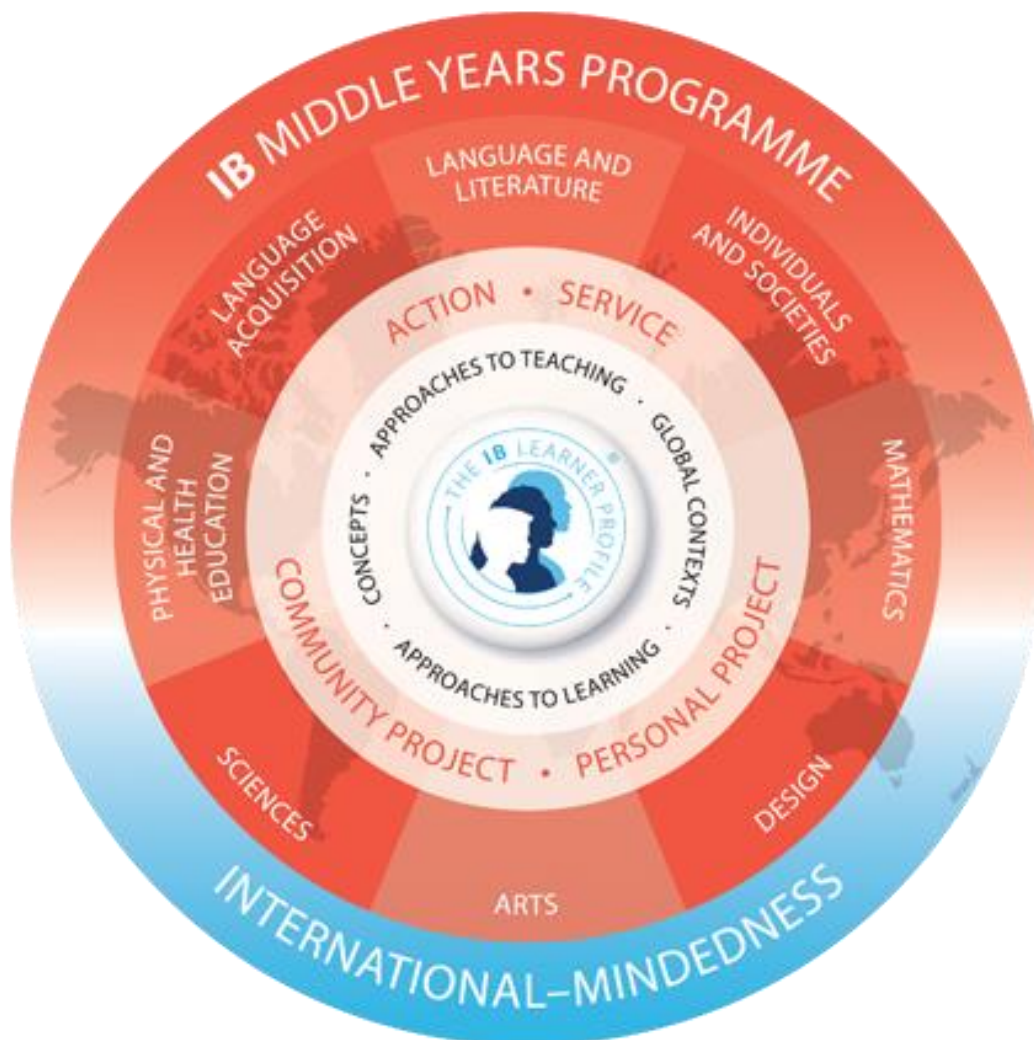 IB MIDDLE YEARS PROGRAMME
LANGUAGE AND
LITERATURE
INDIVIDUALS
AND SOCIETIES
MATHEMATICS
DESIGN
ARTS
SCIENCES
PHYSICAL AND
HEALTH
EDUCATION
LANGUAGE
ACQUISITION
ACTION • SERVICE
PERSONAL PROJECT
•
COMMUNITY PROJECT
APPROACHES TO TEACHING
·
GLOBAL CONTEXTS
·
APPROACHES TO LEARNING
·
CONCEPTS
·
THE IB LEARNER PROFILE
®
INTERNATIONAL–MINDEDNESS